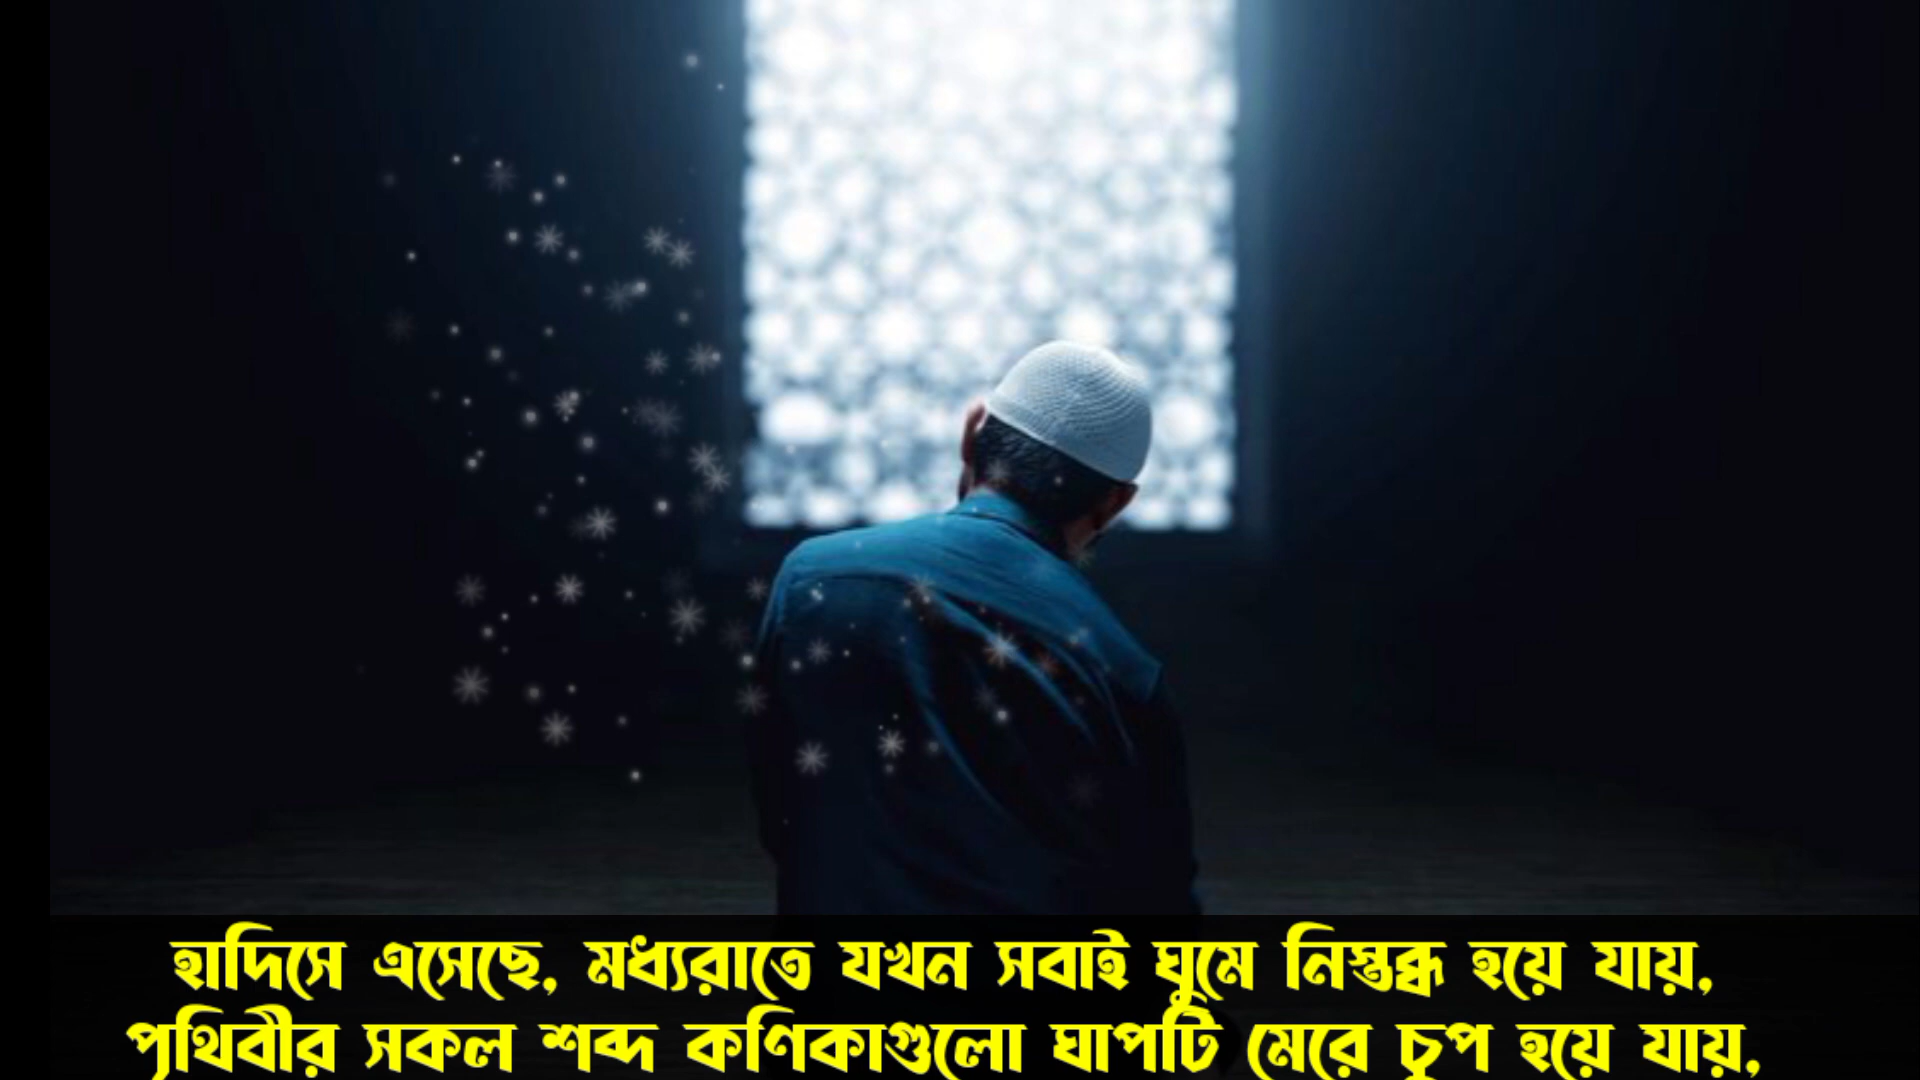 হাদিসে এসেছে, মধ্যরাতে যখন সবাই ঘুমে নিস্তব্ধ হয়ে যায়,
পৃথিবীর সকল শব্দ কণিকাগুলো ঘাপটি মেরে চুপ হয়ে যায়,